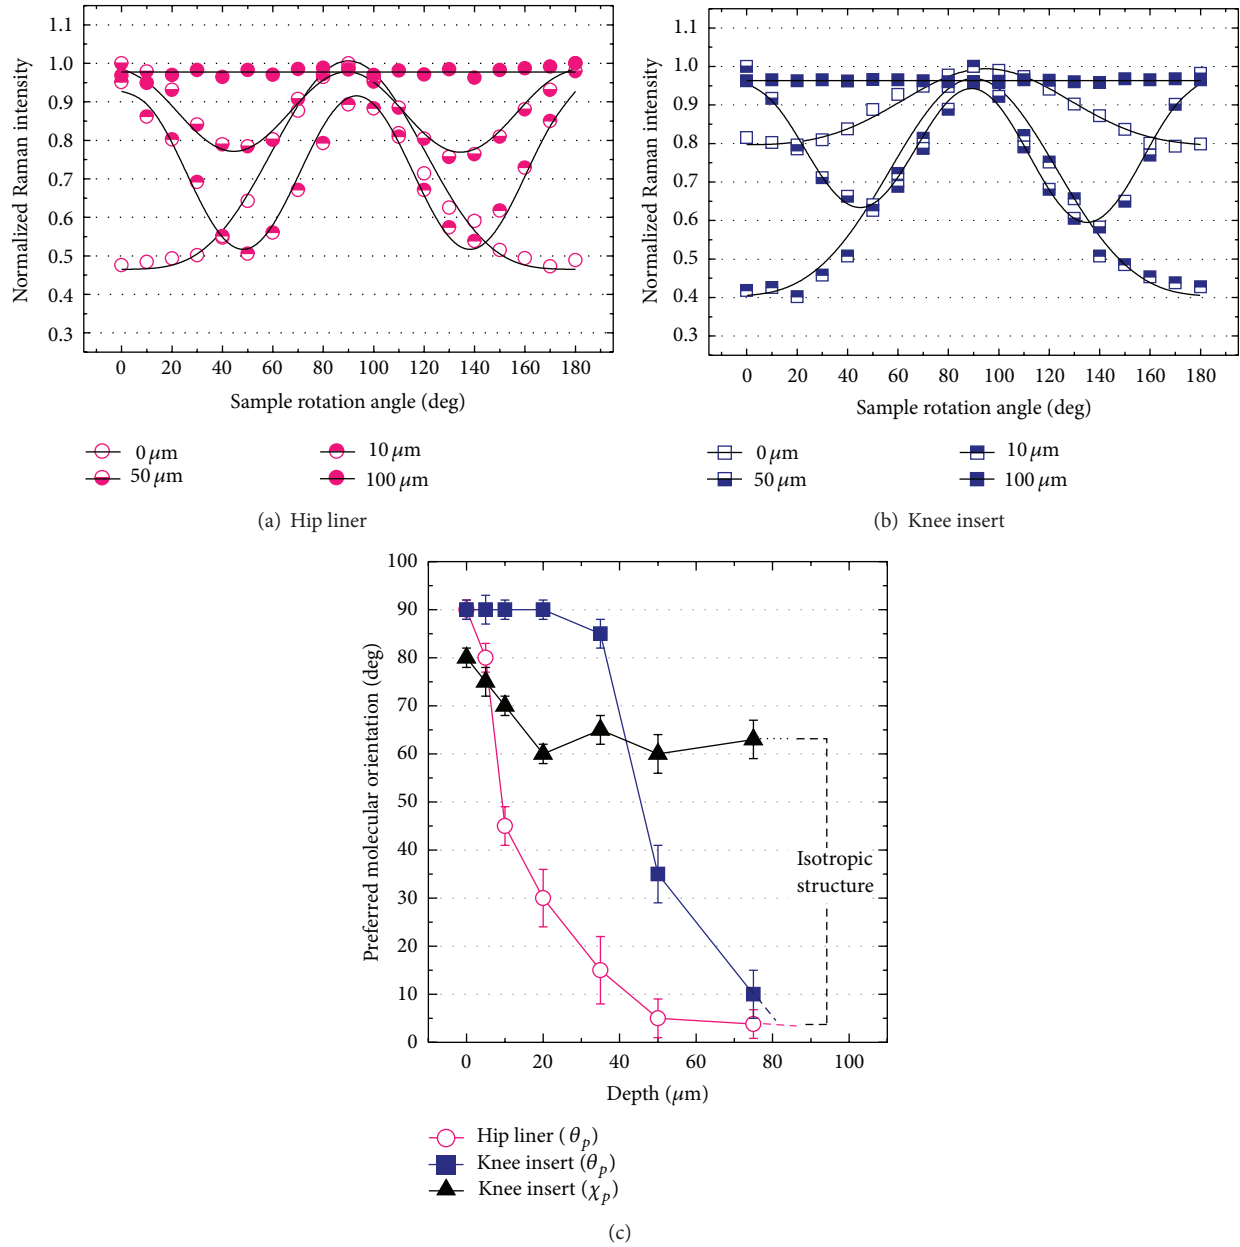 1.1
1.0
0.9
0.8
0.7
0.6
0.5
0.4
0.3
Normalized Raman intensity
0 20 40 60 80 100 120 140 160 180
Sample rotation angle (deg)
0 μm
10 μm
50 μm
100 μm
(a) Hip liner
1.1
1.0
0.9
0.8
0.7
0.6
0.5
0.4
0.3
Normalized Raman intensity
0 20 40 60 80 100 120 140 160 180
Sample rotation angle (deg)
0 μm
10 μm
50 μm
100 μm
(b) Knee insert
100
90
80
70
60
50
40
30
20
10
0
Preferred molecular orientation (deg)
Isotropic
structure
0 20 40 60 80 100
Depth (μm)
Hip liner (θp)
Knee insert (θp)
Knee insert (χp)
(c)